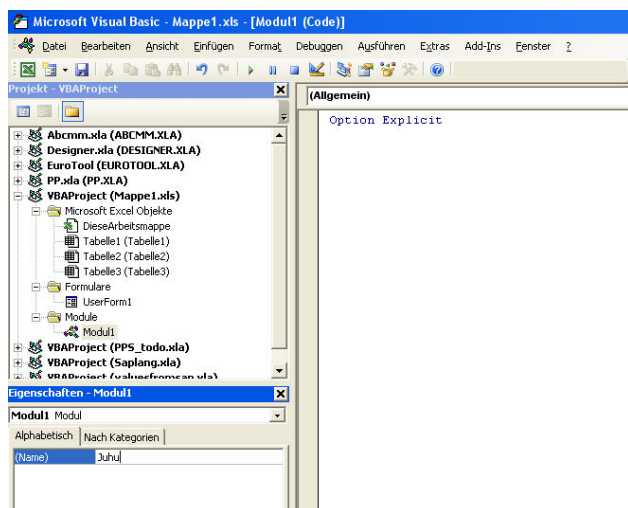 Microsoft Visual Basic - Mappe1.xls - [Modul1 (Code)]
Datei Bearbeiten Ansicht Einfügen Format Debuggen Ausführen Extras Add-Ins Fenster ?
Projekt - VBAProject
(Allgemein)
Option Explicit
Abcmm.xla (ABCMM.XLA)
Designer.xla (DESIGNER.XLA)
EuroTool (EUROTOOL.XLA)
PP.xla (PP.XLA)
VBAProject (Mappe1.xls)
Microsoft Excel Objekte
DieseArbeitsmappe
Tabelle1 (Tabelle1)
Tabelle2 (Tabelle2)
Tabelle3 (Tabelle3)
Formulare
UserForm1
Module
Modul1
VBAProject (PPS_todo.xla)
VBAProject (Saplang.xla)
VBAProject (valuesfromsap.xla)
Eigenschaften - Modul1
Modul1 Modul
Alphabetisch Nach Kategorien
(Name) Juhu